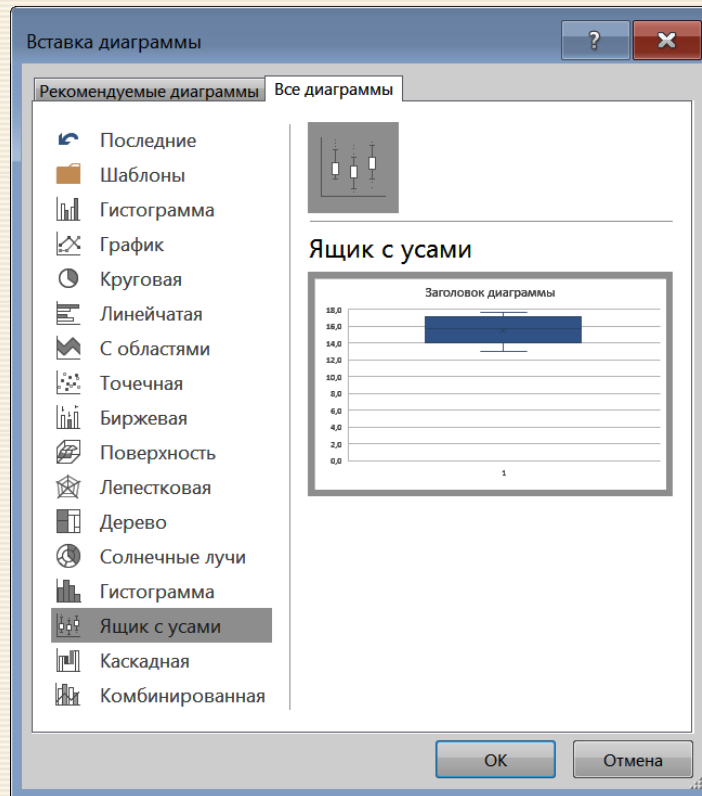 Вставка диаграммы
?
Рекомендуемые диаграммы
Все диаграммы
Последние
Шаблоны
Гистограмма
График
Круговая
Линейчатая
С областями
Точечная
Биржевая
Поверхность
Лепестковая
Дерево
Солнечные лучи
Гистограмма
Ящик с усами
Каскадная
Комбинированная
Ящик с усами
Заголовок диаграммы
18,0
16,0
14,0
12,0
10,0
8,0
6,0
4,0
2,0
0,0
1
ОК
Отмена